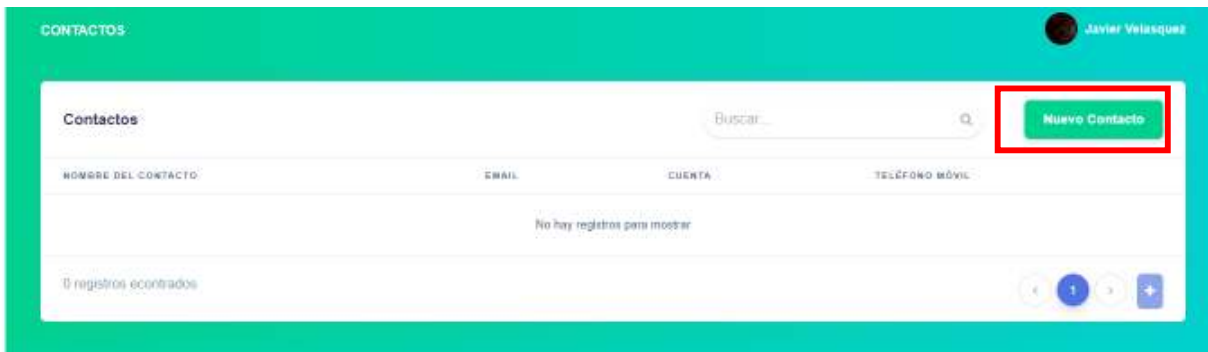 CONTACTOS
Javier Velasquez
Contactos
Buscar...
Nuevo Contacto
NOMBRE DEL CONTACTO EMAIL CUENTA TELÉFONO MÓVIL
No hay registros para mostrar
0 registros econtrados
< 1 > +